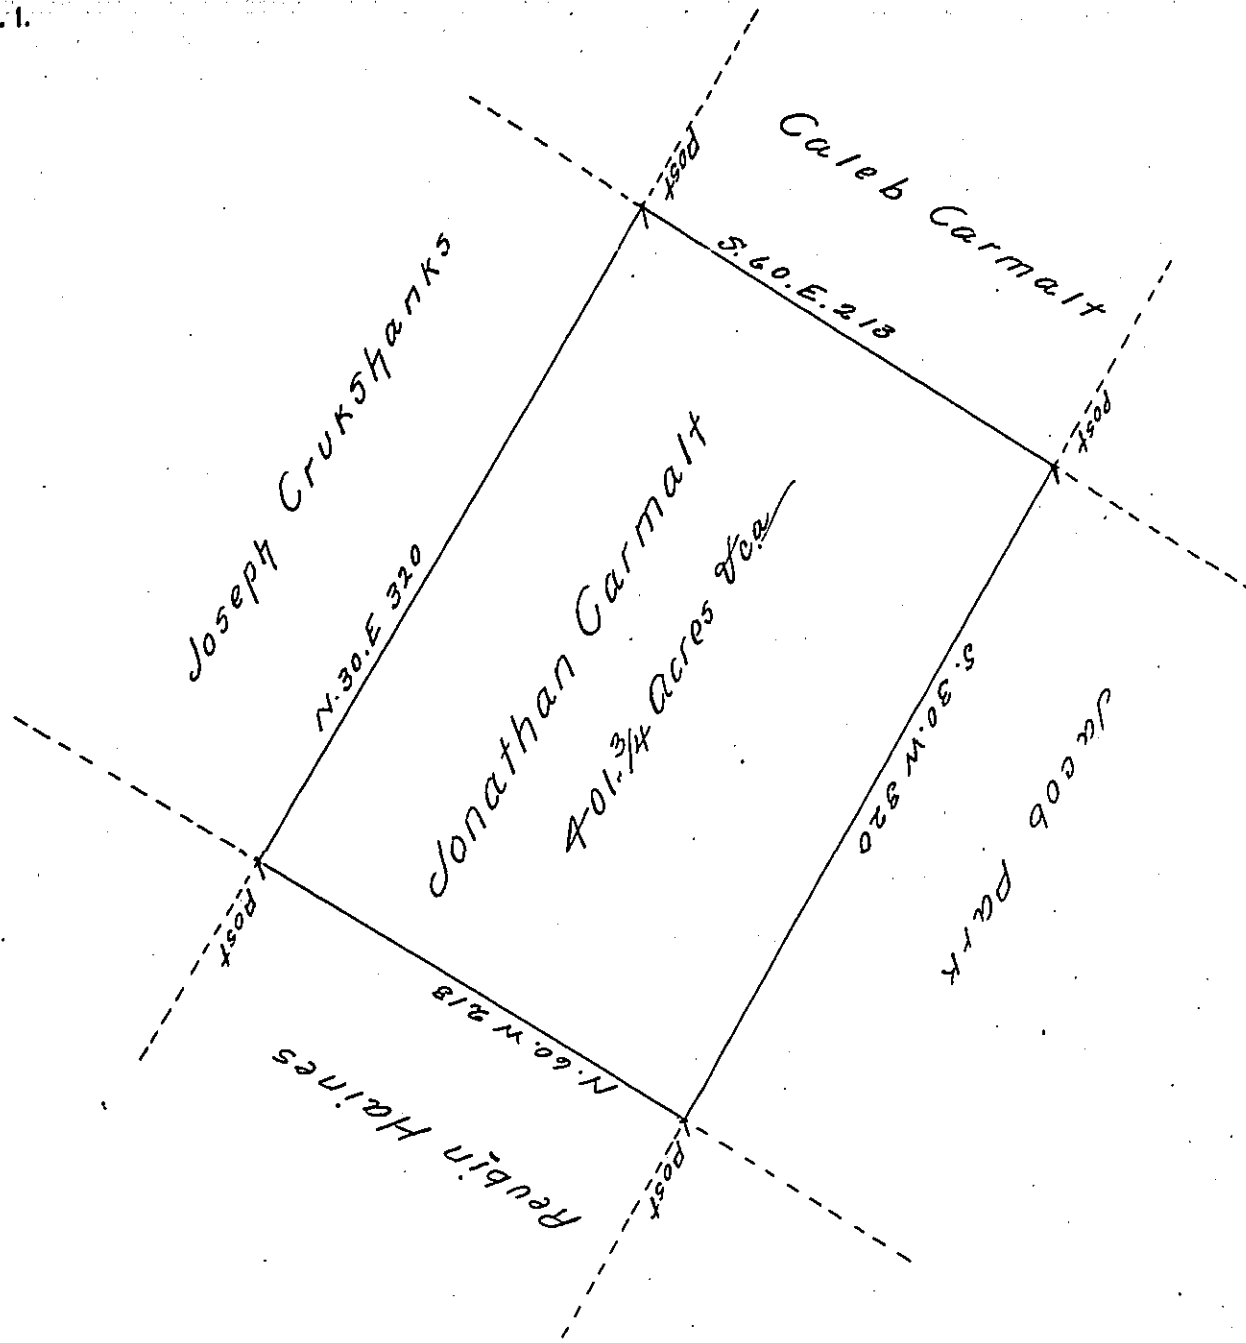 .1.
Post
Caleb Carmalt
S.60.E.213
Post
Joseph Crukshanks
N.30.E 320
Jonathan Carmalt
401.3/4 Acres &ca
S.30.W 320
Jacob Park
Post
N.60.W 213
Reubin Haines
Post